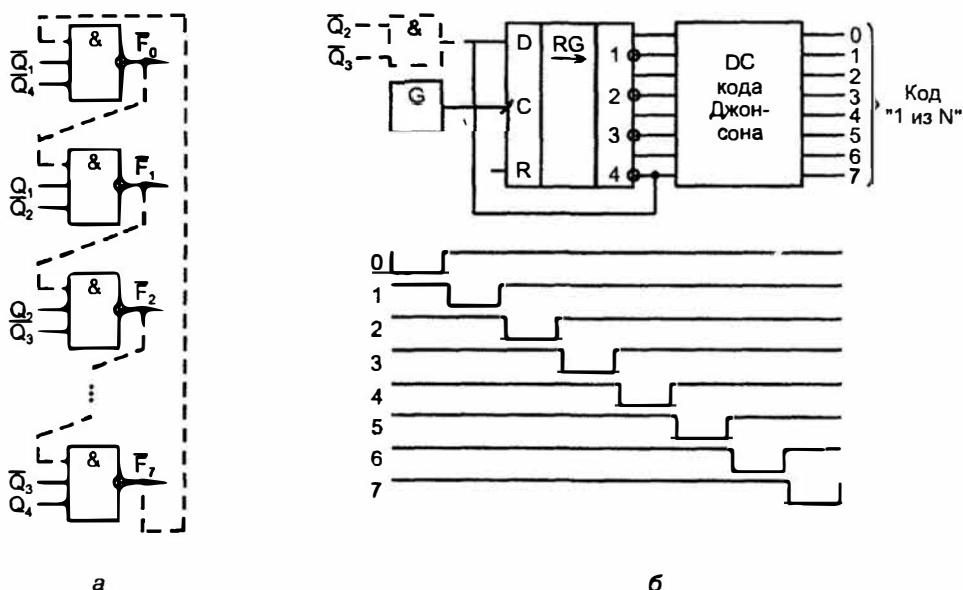 &
F̅₀
Q̅₁
Q̅₄
&
F̅₁
Q₁
Q̅₂
&
F̅₂
Q₂
Q̅₃
...
&
F̅₇
Q̅₃
Q₄
а
Q̅₂
Q̅₃
&
G
D
C
R
RG
1
2
3
4
DC
кода
Джон-
сона
0
1
2
3
4
5
6
7
Код
"1 из N"
0
1
2
3
4
5
6
7
б